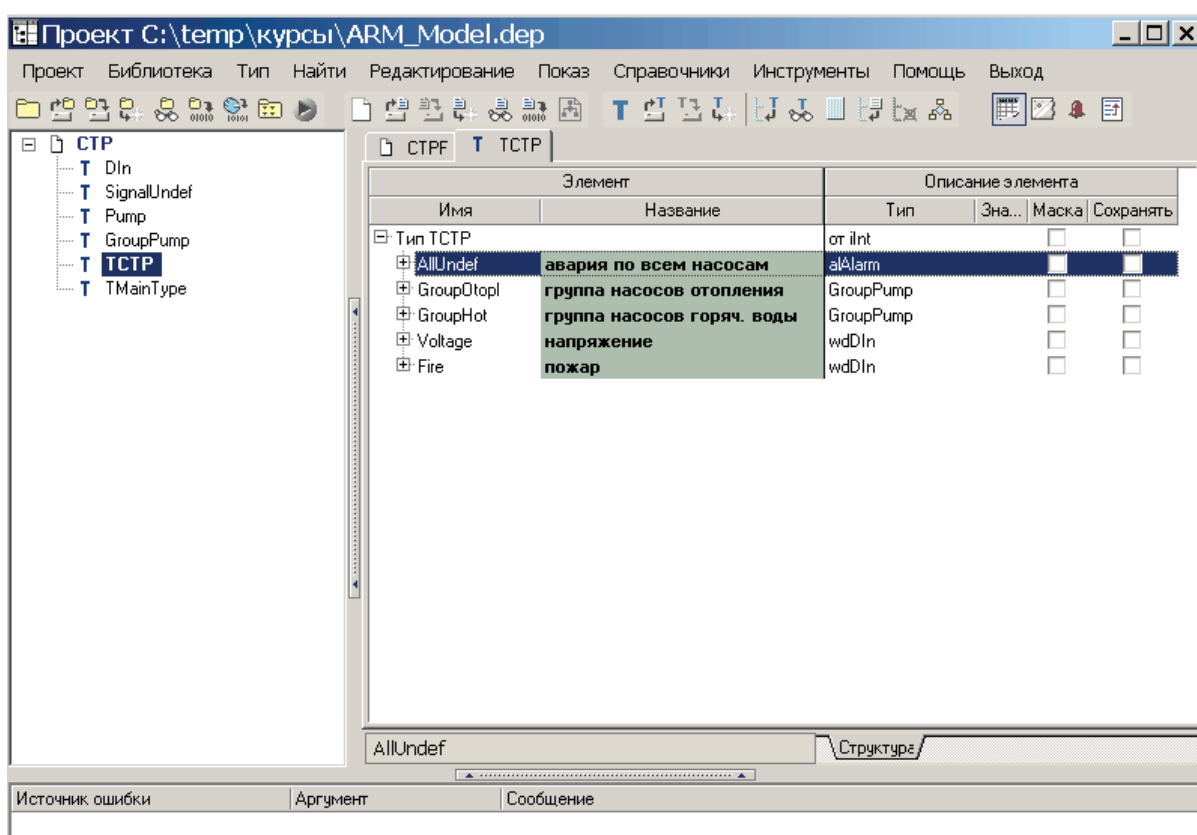 Проект C:\temp\курсы\ARM_Model.dep
Проект Библиотека Тип Найти Редактирование Показ Справочники Инструменты Помощь Выход
CTP
DIn
SignalUndef
Pump
GroupPump
TCTP
TMainType
CTPF T TCTP
Элемент Описание элемента
Имя Название Тип Зна... Маска Сохранять
Тип TCTP от iInt
AllUndef авария по всем насосам alAlarm
GroupOtopl группа насосов отопления GroupPump
GroupHot группа насосов горяч. воды GroupPump
Voltage напряжение wdDIn
Fire пожар wdDIn
AllUndef Структура
Источник ошибки Аргумент Сообщение